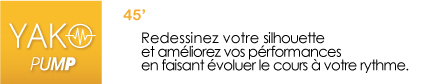 YAKO
PUMP
45’
Redessinez votre silhouette
et améliorez vos pérformances
en faisant évoluer le cours à votre rythme.